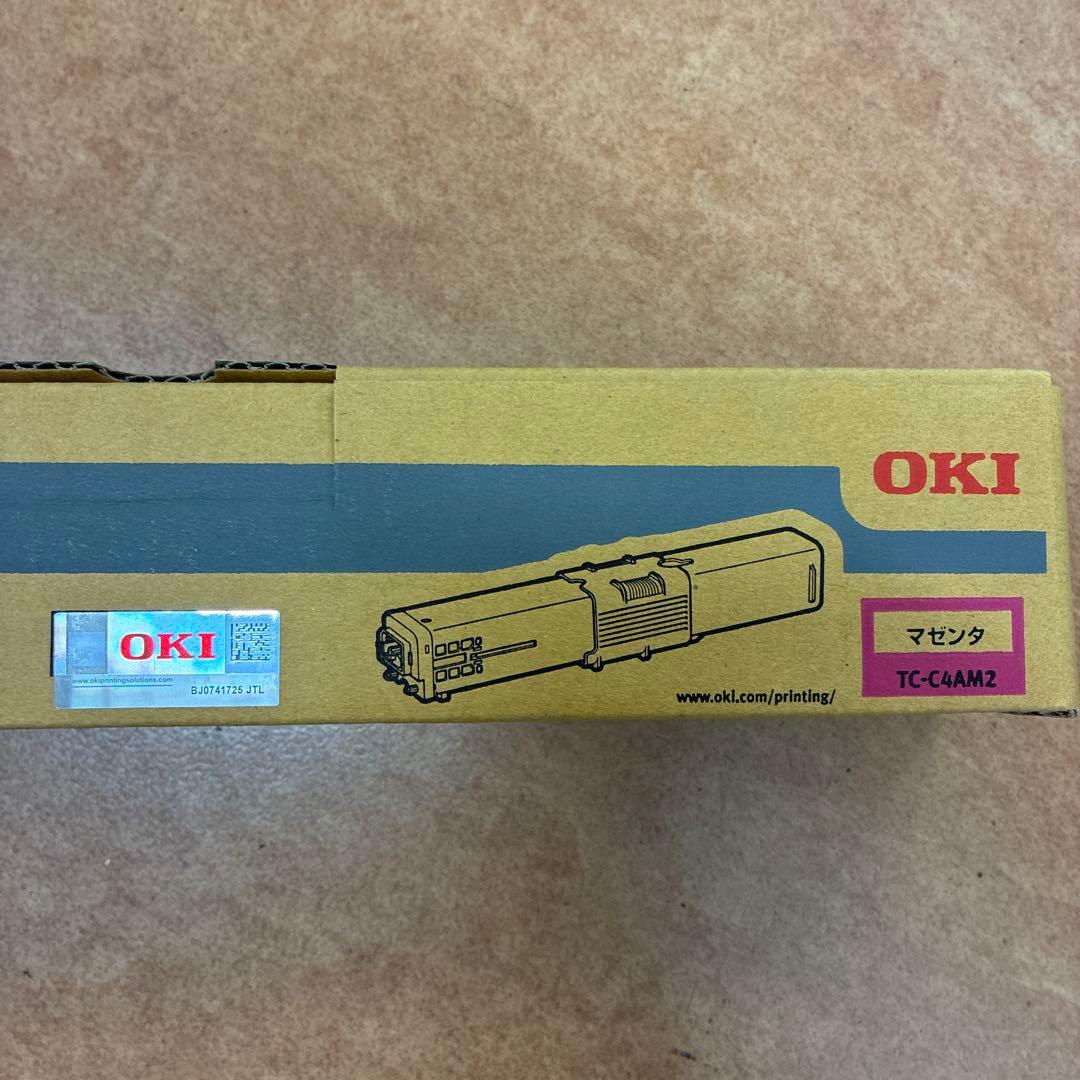 OKI
OKI
www.okiprintingsolutions.com
BJ0741725 JTL
www.oki.com/printing/
マゼンタ
TC-C4AM2